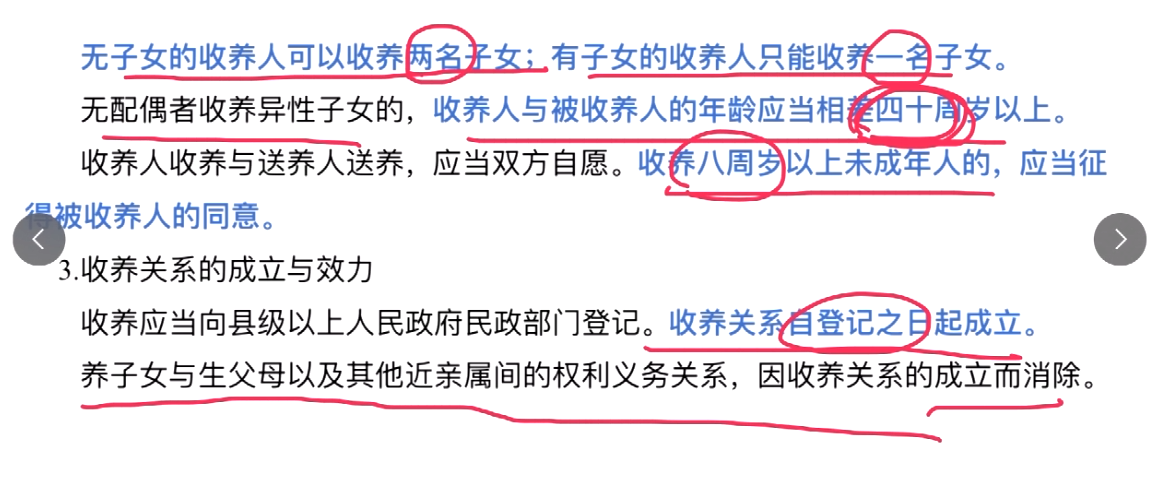 无子女的收养人可以收养两名子女；有子女的收养人只能收养一名子女。
无配偶者收养异性子女的，收养人与被收养人的年龄应当相差四十周岁以上。
收养人收养与送养人送养，应当双方自愿。收养八周岁以上未成年人的，应当征
得被收养人的同意。
3.收养关系的成立与效力
收养应当向县级以上人民政府民政部门登记。收养关系自登记之日起成立。
养子女与生父母以及其他近亲属间的权利义务关系，因收养关系的成立而消除。